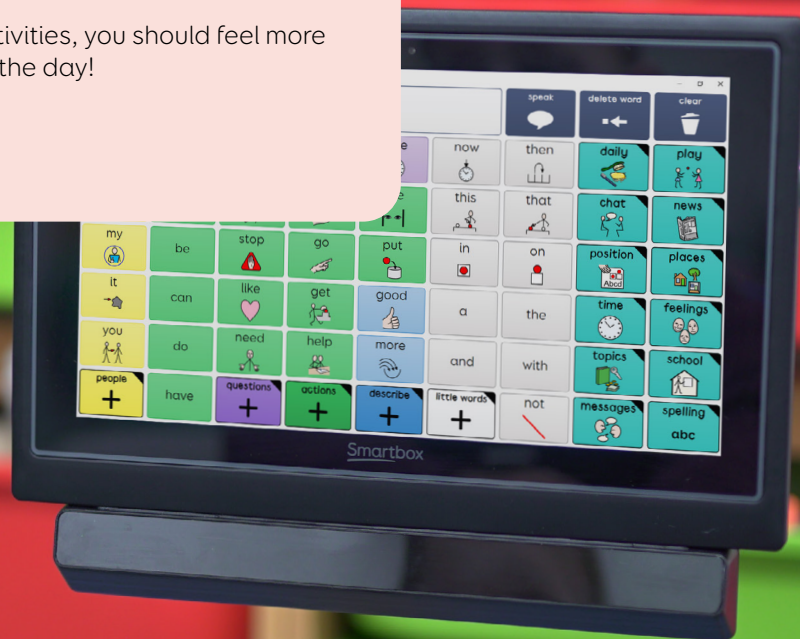 tivities, you should feel more
the day!
speak delete word clear
e now then daily play
e this that chat news
my be stop go put in on position places
Abcd
it can like get good a the time feelings
you do need help more and with topics school
people have questions actions describe little words not messages spelling
+ + + + + abc
Smartbox